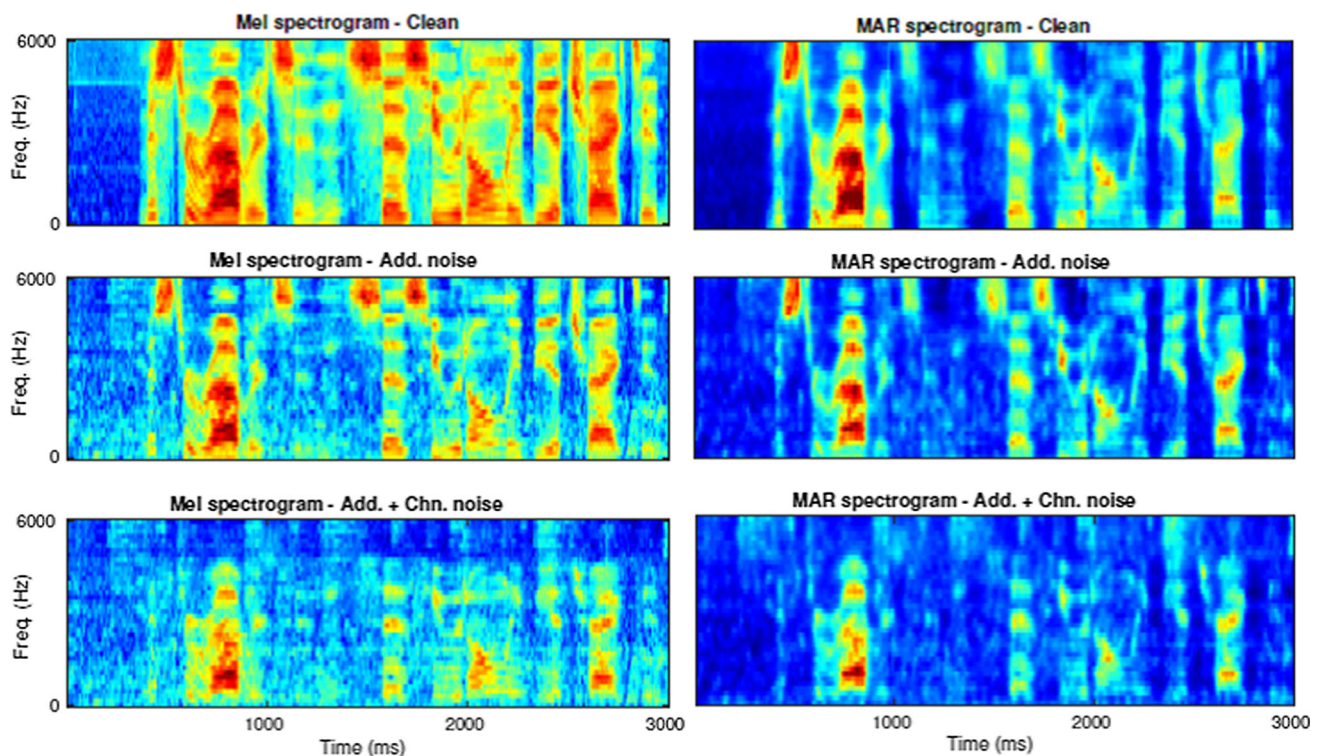 Mel spectrogram - Clean
MAR spectrogram - Clean
6000
Freq. (Hz)
0
Mel spectrogram - Add. noise
MAR spectrogram - Add. noise
6000
Freq. (Hz)
0
Mel spectrogram - Add. + Chn. noise
MAR spectrogram - Add. + Chn. noise
6000
Freq. (Hz)
0
1000 2000 3000
1000 2000 3000
Time (ms)
Time (ms)